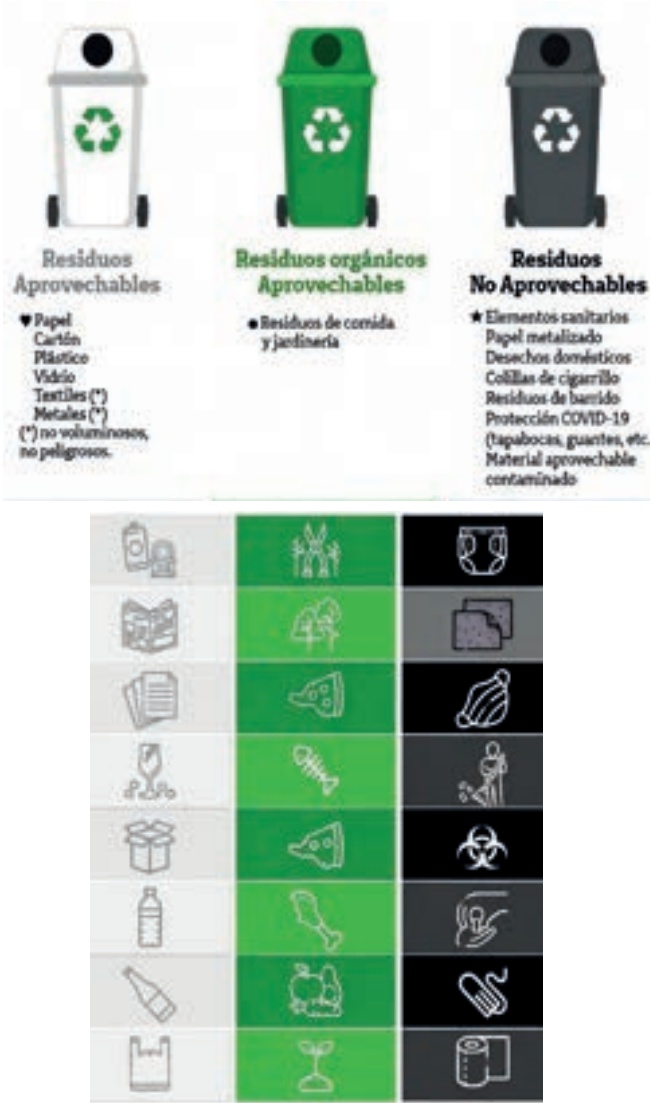 Residuos
Aprovechables
♥ Papel
Cartón
Plástico
Vidrio
Textiles (*)
Metales (*)
(*) no voluminosos,
no peligrosos.
Residuos orgánicos
Aprovechables
● Residuos de comida
y jardinería
Residuos
No Aprovechables
★ Elementos sanitarios
Papel metalizado
Desechos domésticos
Colillas de cigarrillo
Residuos de barrido
Protección COVID-19
(tapabocas, guantes, etc.
Material aprovechable
contaminado